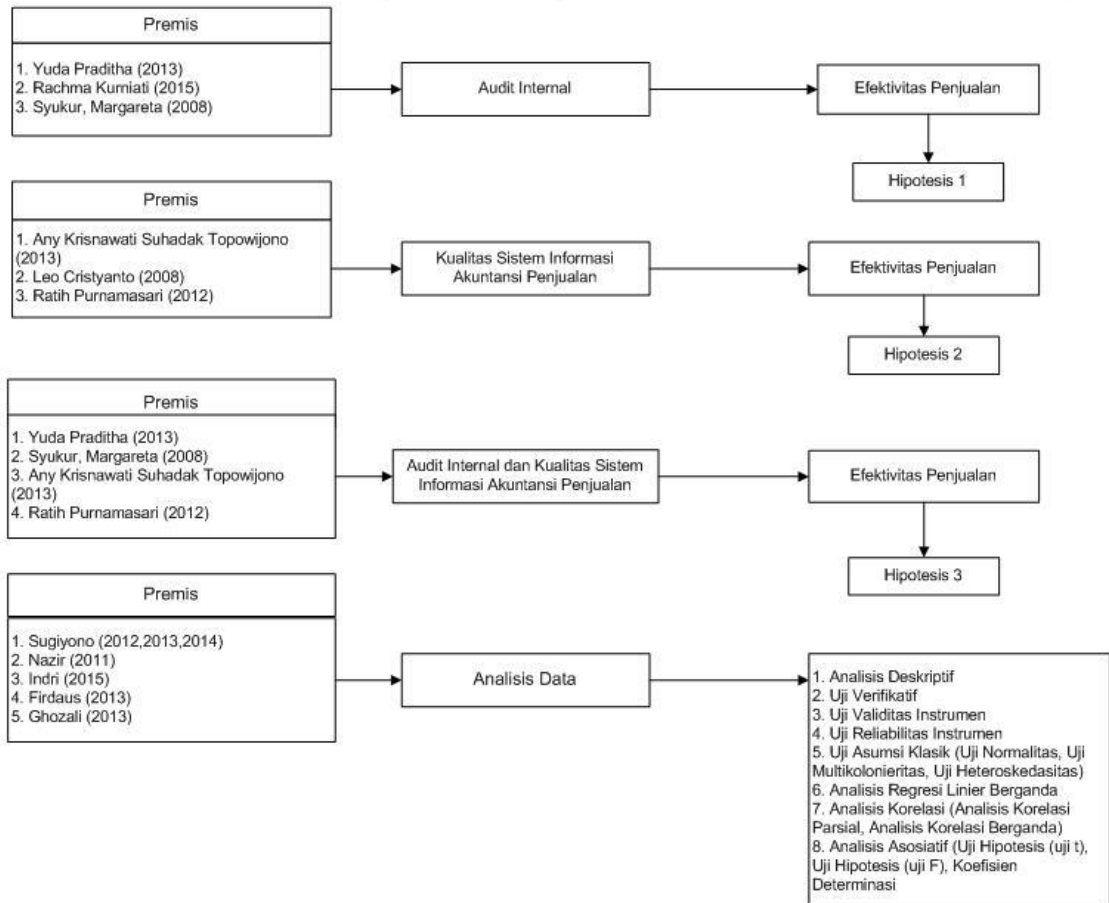 Premis
1. Yuda Praditha (2013)
2. Rachma Kurniati (2015)
3. Syukur, Margareta (2008)
Audit Internal
Efektivitas Penjualan
Hipotesis 1
Premis
1. Any Krisnawati Suhadak Topowijono
(2013)
2. Leo Cristyanto (2008)
3. Ratih Purnamasari (2012)
Kualitas Sistem Informasi
Akuntansi Penjualan
Efektivitas Penjualan
Hipotesis 2
Premis
1. Yuda Praditha (2013)
2. Syukur, Margareta (2008)
3. Any Krisnawati Suhadak Topowijono
(2013)
4. Ratih Purnamasari (2012)
Audit Internal dan Kualitas Sistem
Informasi Akuntansi Penjualan
Efektivitas Penjualan
Hipotesis 3
Premis
1. Sugiyono (2012,2013,2014)
2. Nazir (2011)
3. Indri (2015)
4. Firdaus (2013)
5. Ghozali (2013)
Analisis Data
1. Analisis Deskriptif
2. Uji Verifikatif
3. Uji Validitas Instrumen
4. Uji Reliabilitas Instrumen
5. Uji Asumsi Klasik (Uji Normalitas, Uji
Multikolonieritas, Uji Heteroskedasitas)
6. Analisis Regresi Linier Berganda
7. Analisis Korelasi (Analisis Korelasi
Parsial, Analisis Korelasi Berganda)
8. Analisis Asosiatif (Uji Hipotesis (uji t),
Uji Hipotesis (uji F), Koefisien
Determinasi